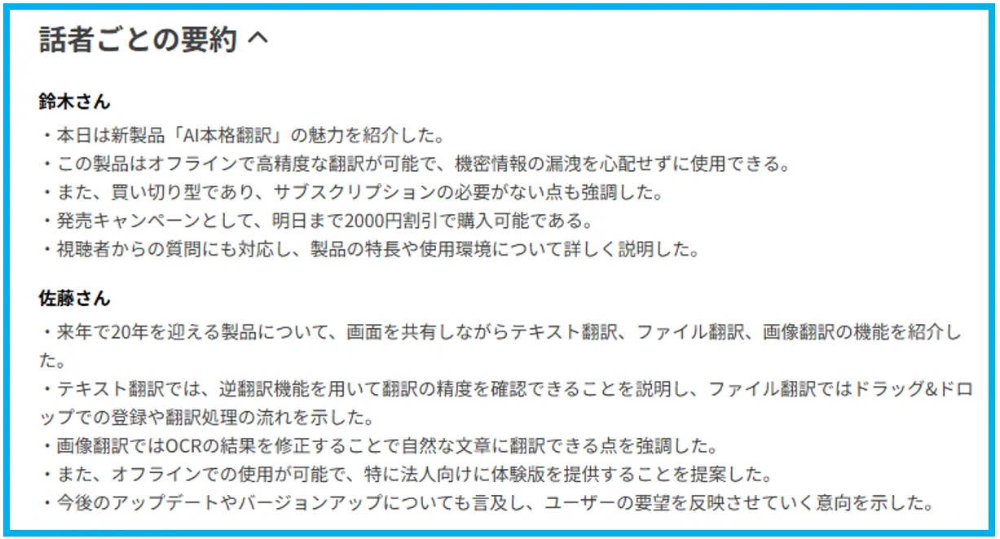 話者ごとの要約 ヘ
鈴木さん
・本日は新製品「AI本格翻訳」の魅力を紹介した。
・この製品はオフラインで高精度な翻訳が可能で、機密情報の漏洩を心配せずに使用できる。
・また、買い切り型であり、サブスクリプションの必要がない点も強調した。
・発売キャンペーンとして、明日まで2000円割引で購入可能である。
・視聴者からの質問にも対応し、製品の特長や使用環境について詳しく説明した。
佐藤さん
・来年で20年を迎える製品について、画面を共有しながらテキスト翻訳、ファイル翻訳、画像翻訳の機能を紹介し
た。
・テキスト翻訳では、逆翻訳機能を用いて翻訳の精度を確認できることを説明し、ファイル翻訳ではドラッグ&ドロ
ップでの登録や翻訳処理の流れを示した。
・画像翻訳ではOCRの結果を修正することで自然な文章に翻訳できる点を強調した。
・また、オフラインでの使用が可能で、特に法人向けに体験版を提供することを提案した。
・今後のアップデートやバージョンアップについても言及し、ユーザーの要望を反映させていく意向を示した。